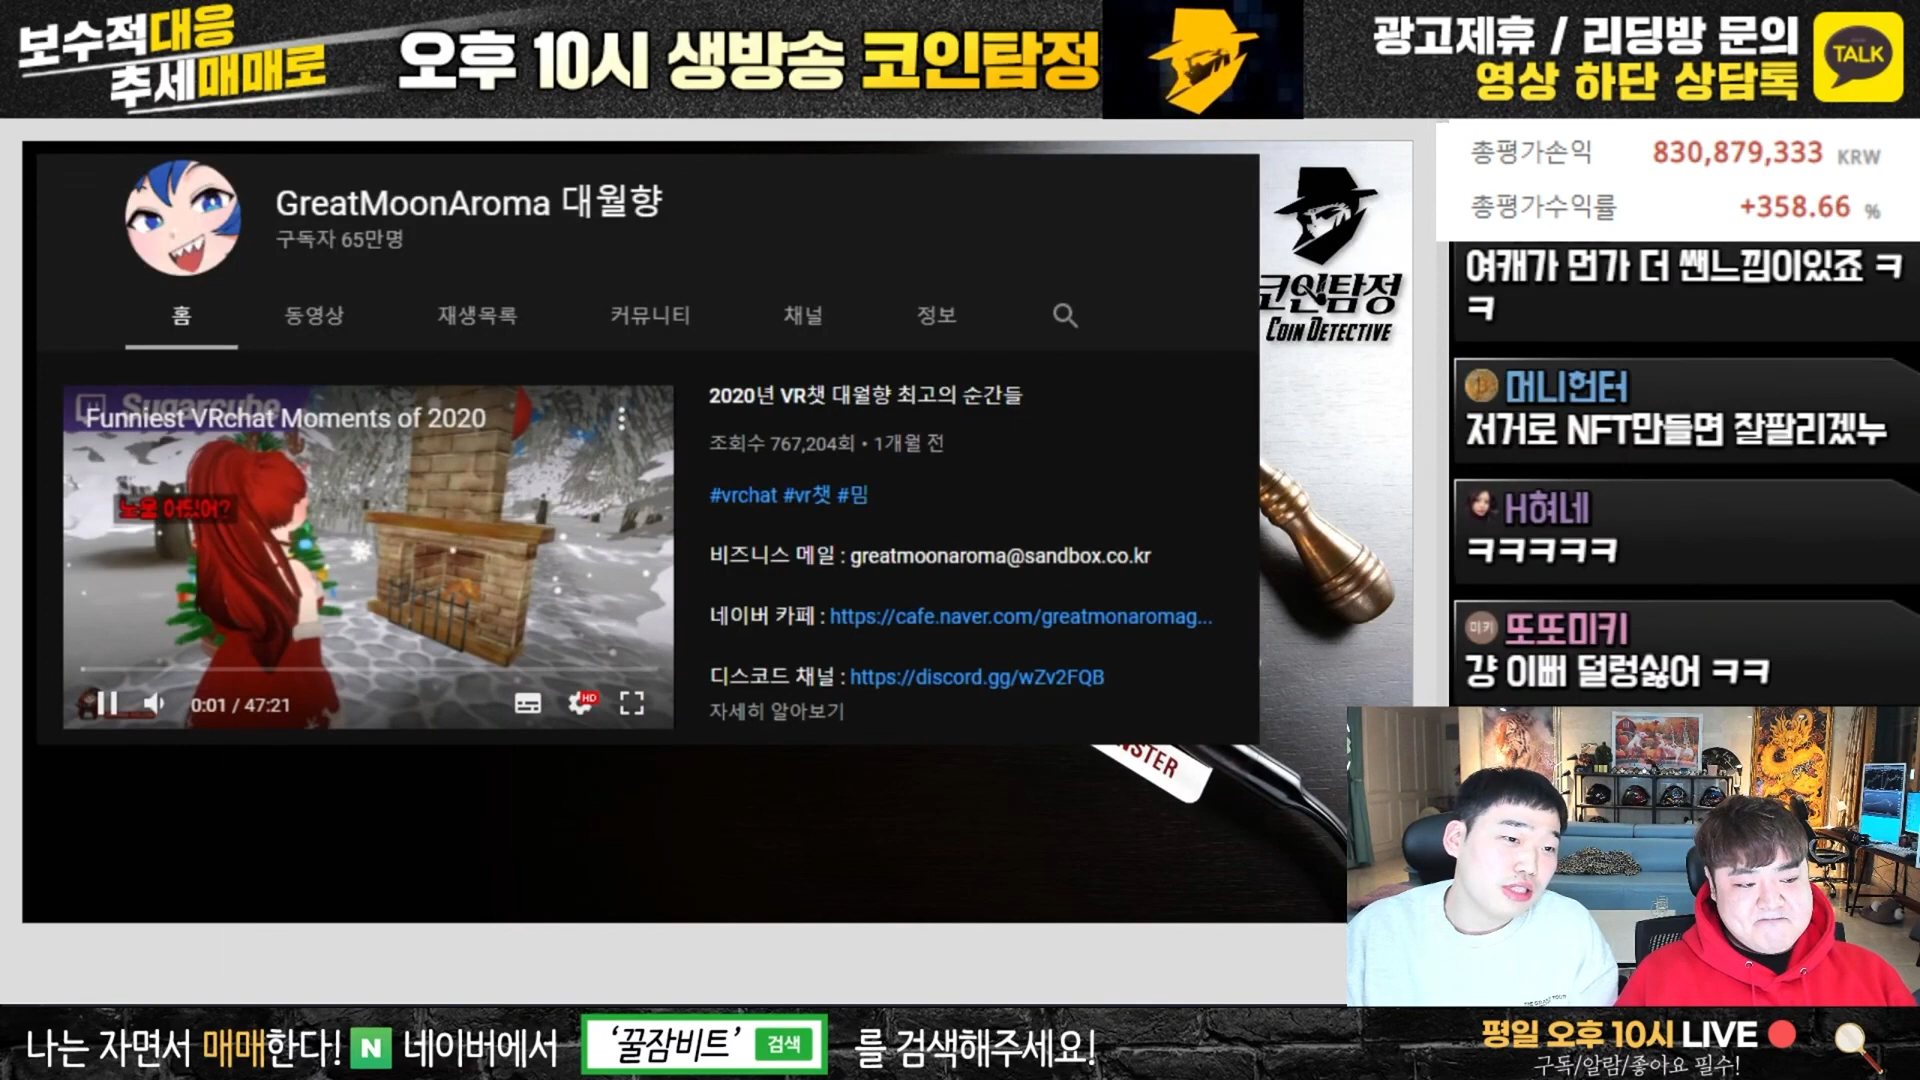 보수적대응
추세매매로
오후 10시 생방송 코인탐정
광고제휴 / 리딩방 문의
영상 하단 상담톡
TALK
총평가손익 830,879,333 KRW
총평가수익률 +358.66 %
GreatMoonAroma 대월향
구독자 65만명
홈 동영상 재생목록 커뮤니티 채널 정보
Sugarcube
Funniest VRchat Moments of 2020
노움 어딨어?
0:01 / 47:21
HD
2020년 VR챗 대월향 최고의 순간들
조회수 767,204회 • 1개월 전
#vrchat #vr챗 #밈
비즈니스 메일 : greatmoonaroma@sandbox.co.kr
네이버 카페 : https://cafe.naver.com/greatmonaromag...
디스코드 채널 : https://discord.gg/wZv2FQB
자세히 알아보기
코인탐정
COIN DETECTIVE
여캐가 먼가 더 쌘느낌이있죠 ㅋ
ㅋ
머니헌터
저거로 NFT만들면 잘팔리겠누
H혀네
ㅋㅋㅋㅋㅋ
미키 또또미키
걍 이뻐 덜렁싫어 ㅋㅋ
나는 자면서 매매한다! N 네이버에서 '꿀잠비트' 검색 를 검색해주세요!
평일 오후 10시 LIVE
구독/알람/좋아요 필수!